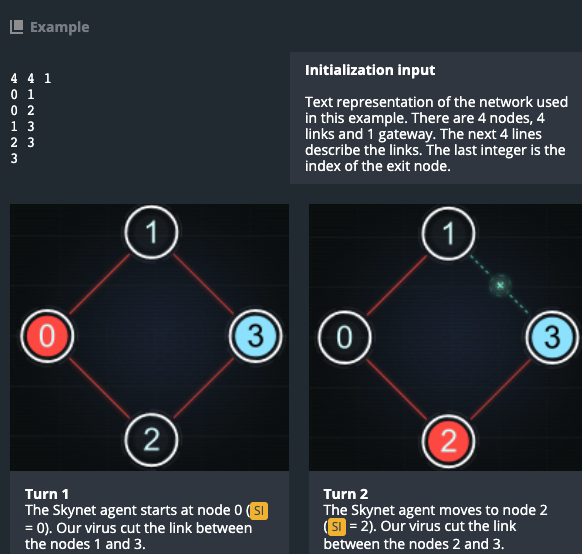 Example
4 4 1
0 1
0 2
1 3
2 3
3
Initialization input
Text representation of the network used
in this example. There are 4 nodes, 4
links and 1 gateway. The next 4 lines
describe the links. The last integer is the
index of the exit node.
1
0
3
2
Turn 1
The Skynet agent starts at node 0 (SI
= 0). Our virus cut the link between
the nodes 1 and 3.
1
0
3
2
Turn 2
The Skynet agent moves to node 2
(SI = 2). Our virus cut the link
between the nodes 2 and 3.